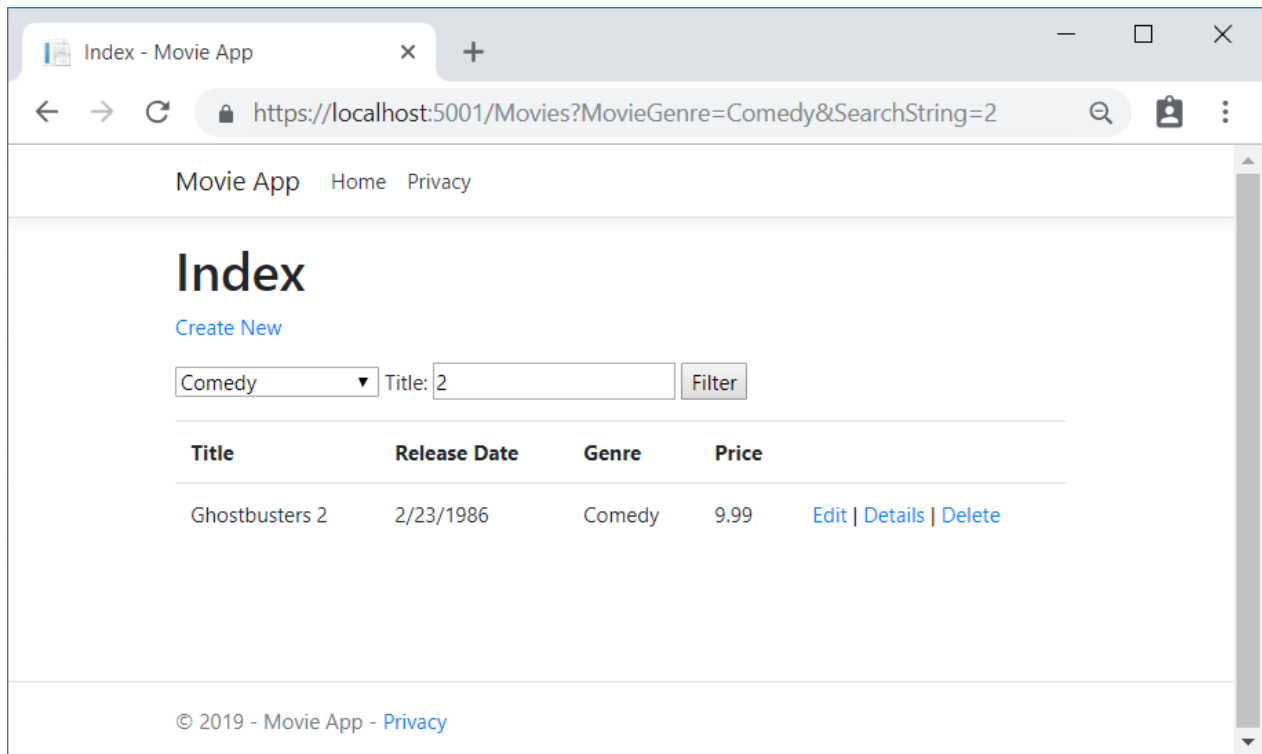 Index - Movie App
https://localhost:5001/Movies?MovieGenre=Comedy&SearchString=2
Movie App Home Privacy
Index
Create New
Comedy Title: 2 Filter
Title Release Date Genre Price
Ghostbusters 2 2/23/1986 Comedy 9.99 Edit | Details | Delete
© 2019 - Movie App - Privacy